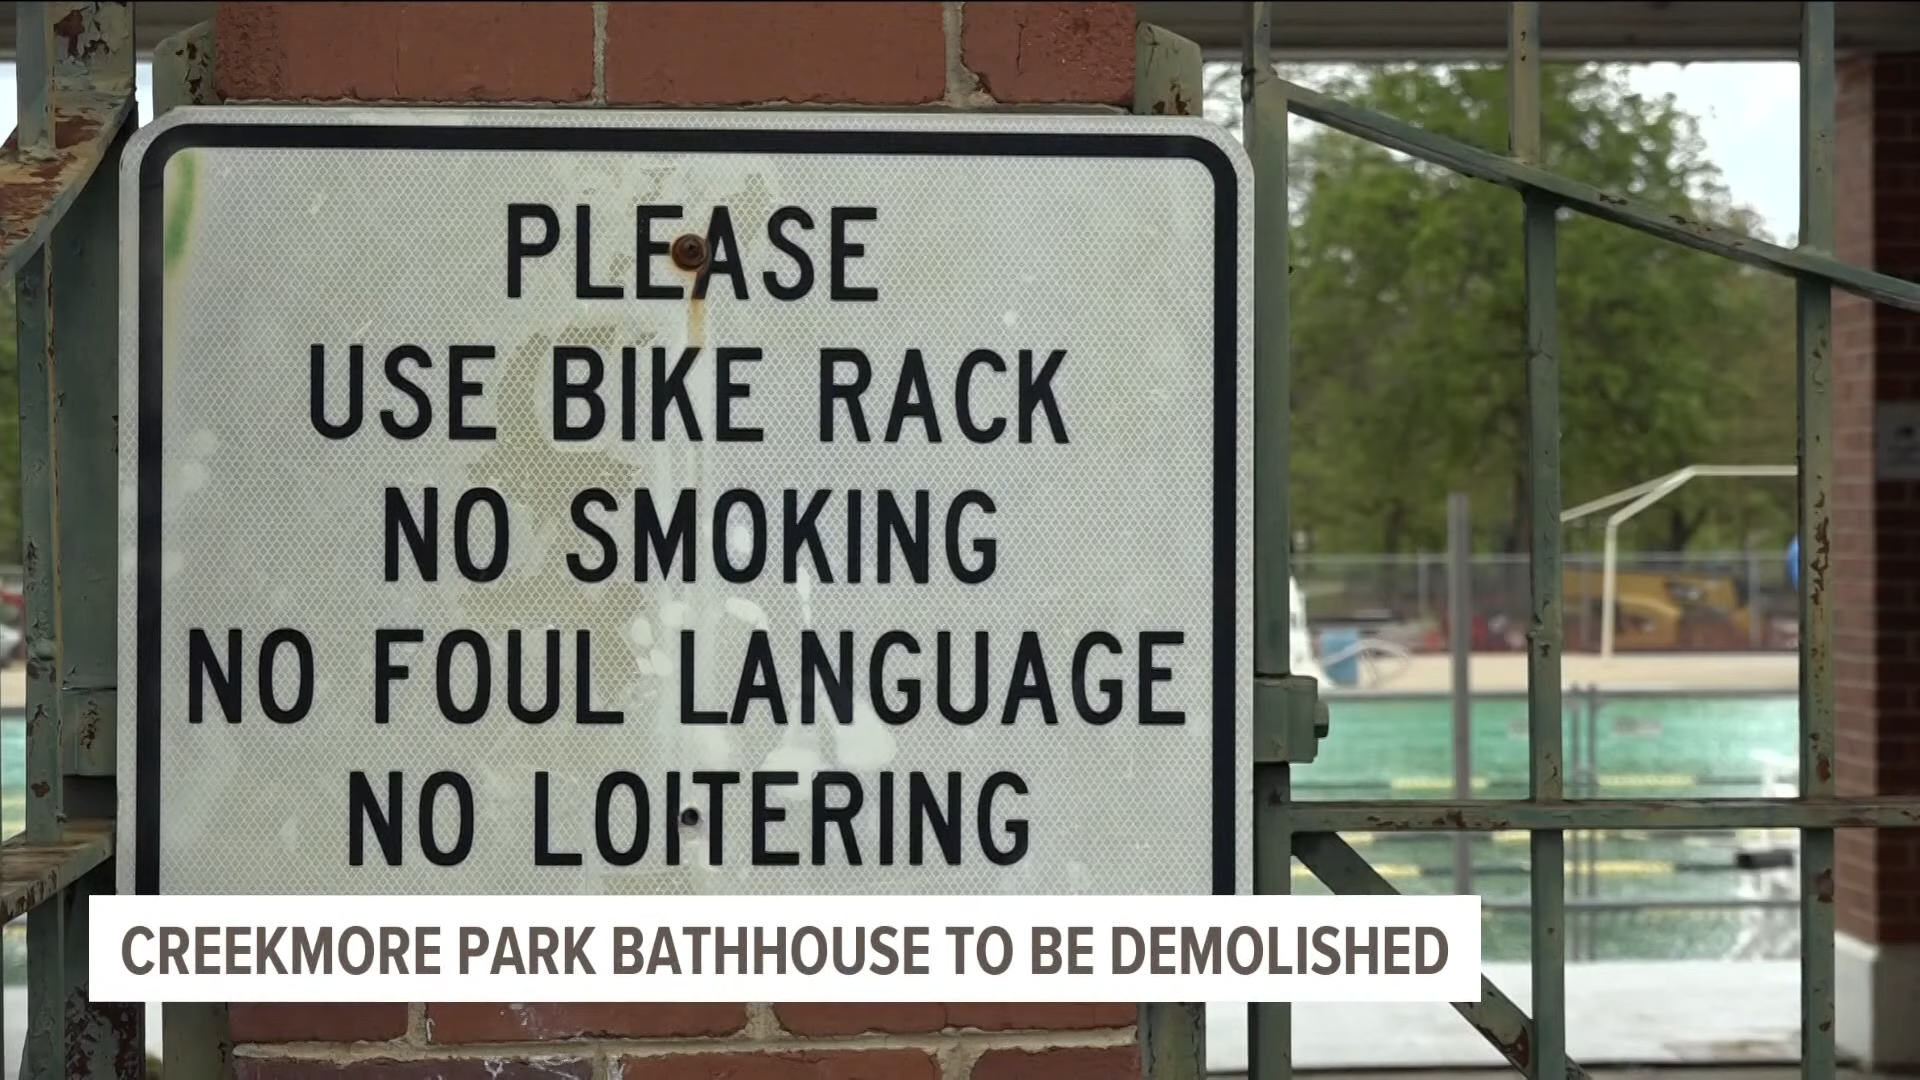 PLEASE
USE BIKE RACK
NO SMOKING
NO FOUL LANGUAGE
NO LOITERING
CREEKMORE PARK BATHHOUSE TO BE DEMOLISHED